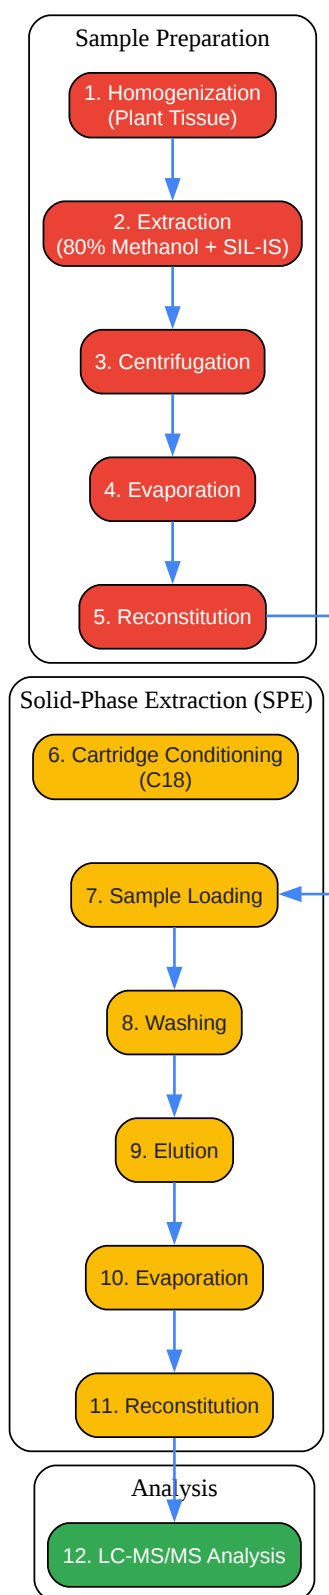 Sample Preparation
1. Homogenization
(Plant Tissue)
2. Extraction
(80% Methanol + SIL-IS)
3. Centrifugation
4. Evaporation
5. Reconstitution
Solid-Phase Extraction (SPE)
6. Cartridge Conditioning
(C18)
7. Sample Loading
8. Washing
9. Elution
10. Evaporation
11. Reconstitution
Analysis
12. LC-MS/MS Analysis